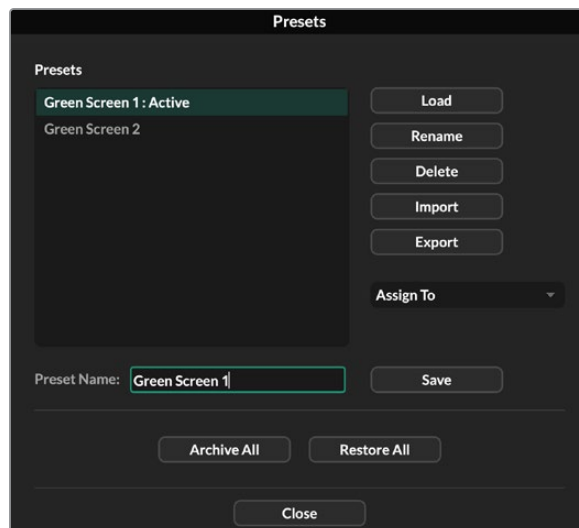 Presets
Presets
Green Screen 1 : Active
Green Screen 2
Load
Rename
Delete
Import
Export
Assign To
Preset Name: Green Screen 1
Save
Archive All
Restore All
Close